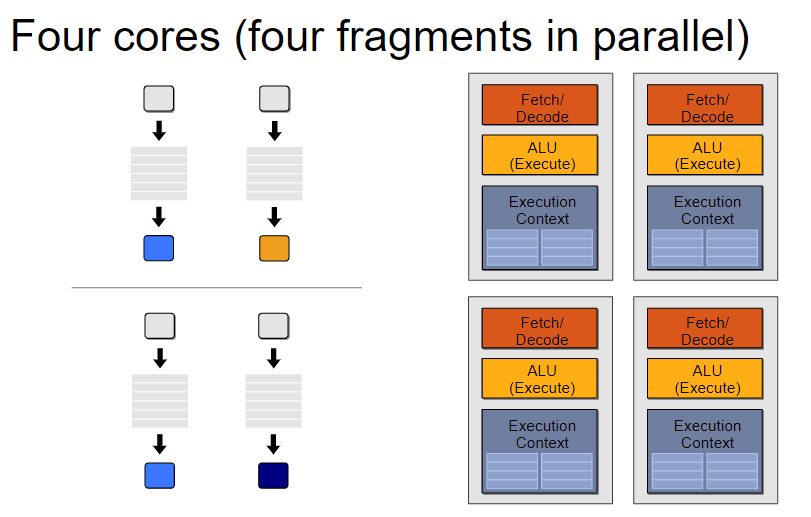 Four cores (four fragments in parallel)
Fetch/
Decode
ALU
(Execute)
Execution
Context
Fetch/
Decode
ALU
(Execute)
Execution
Context
Fetch/
Decode
ALU
(Execute)
Execution
Context
Fetch/
Decode
ALU
(Execute)
Execution
Context